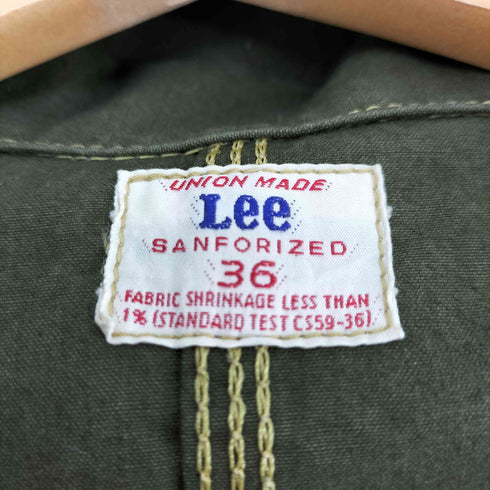 UNION MADE
Lee
SANFORIZED
36
FABRIC SHRINKAGE LESS THAN
1% (STANDARD TEST CS59-36)